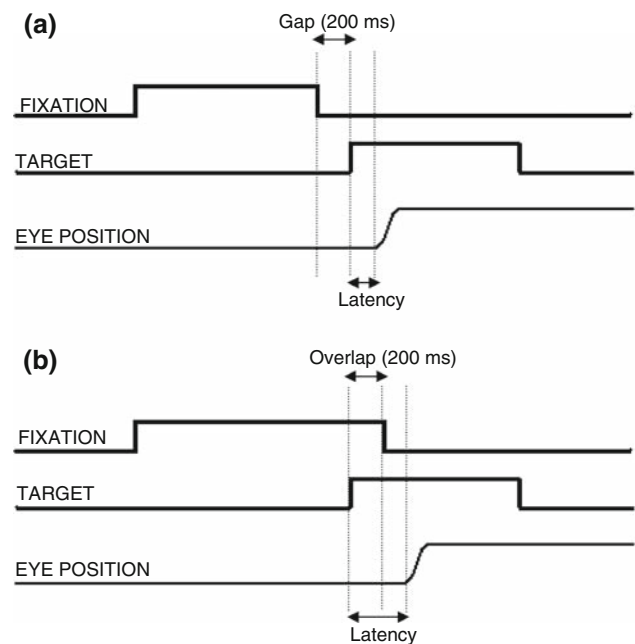 (a)
Gap (200 ms)
FIXATION
TARGET
EYE POSITION
Latency
(b)
Overlap (200 ms)
FIXATION
TARGET
EYE POSITION
Latency